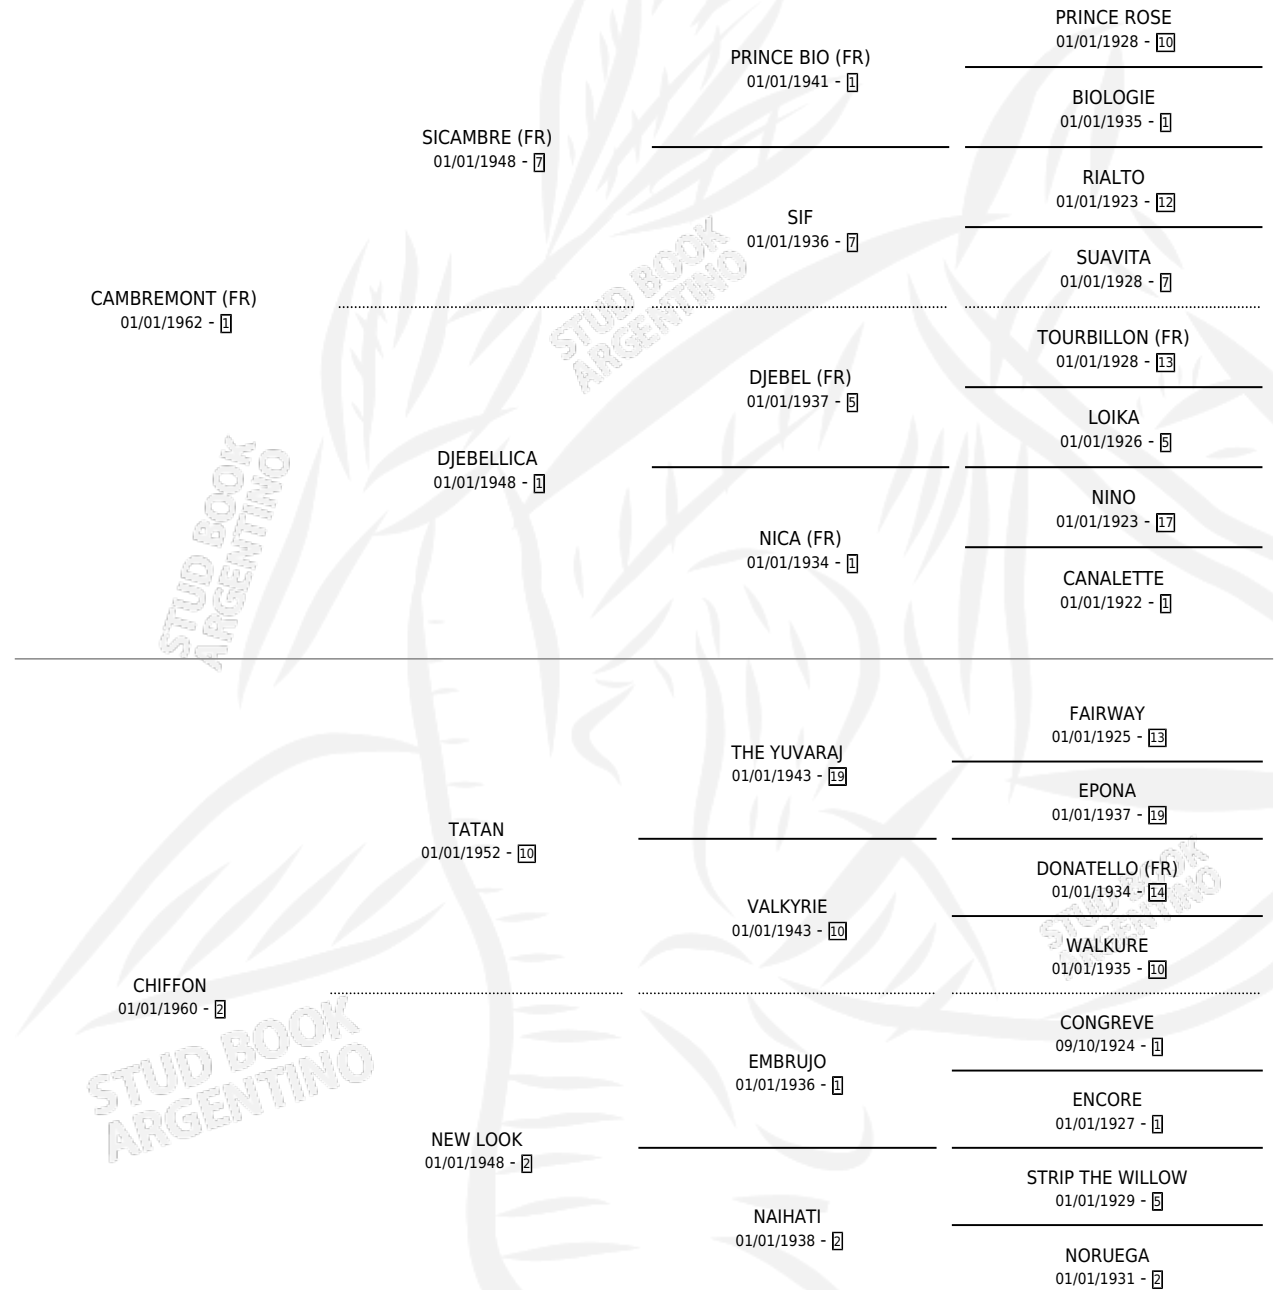 PRINCE ROSE
01/01/1928 - 10
PRINCE BIO (FR)
01/01/1941 - 1
BIOLOGIE
01/01/1935 - 1
SICAMBRE (FR)
01/01/1948 - 7
RIALTO
01/01/1923 - 12
SIF
01/01/1936 - 7
SUAVITA
01/01/1928 - 7
CAMBREMONT (FR)
01/01/1962 - 1
TOURBILLON (FR)
01/01/1928 - 13
DJEBEL (FR)
01/01/1937 - 5
LOIKA
01/01/1926 - 5
DJEBELLICA
01/01/1948 - 1
NINO
01/01/1923 - 17
NICA (FR)
01/01/1934 - 1
CANALETTE
01/01/1922 - 1
STUD BOOK
ARGENTINO
STUD BOOK
ARGENTINO
FAIRWAY
01/01/1925 - 13
THE YUVARAJ
01/01/1943 - 19
EPONA
01/01/1937 - 19
TATAN
01/01/1952 - 10
DONATELLO (FR)
01/01/1934 - 14
VALKYRIE
01/01/1943 - 10
WALKURE
01/01/1935 - 10
STUD BOOK
ARGENTINO
CHIFFON
01/01/1960 - 2
CONGREVE
09/10/1924 - 1
EMBRUJO
01/01/1936 - 1
ENCORE
01/01/1927 - 1
NEW LOOK
01/01/1948 - 2
STRIP THE WILLOW
01/01/1929 - 5
NAIHATI
01/01/1938 - 2
NORUEGA
01/01/1931 - 2
STUD BOOK
ARGENTINO